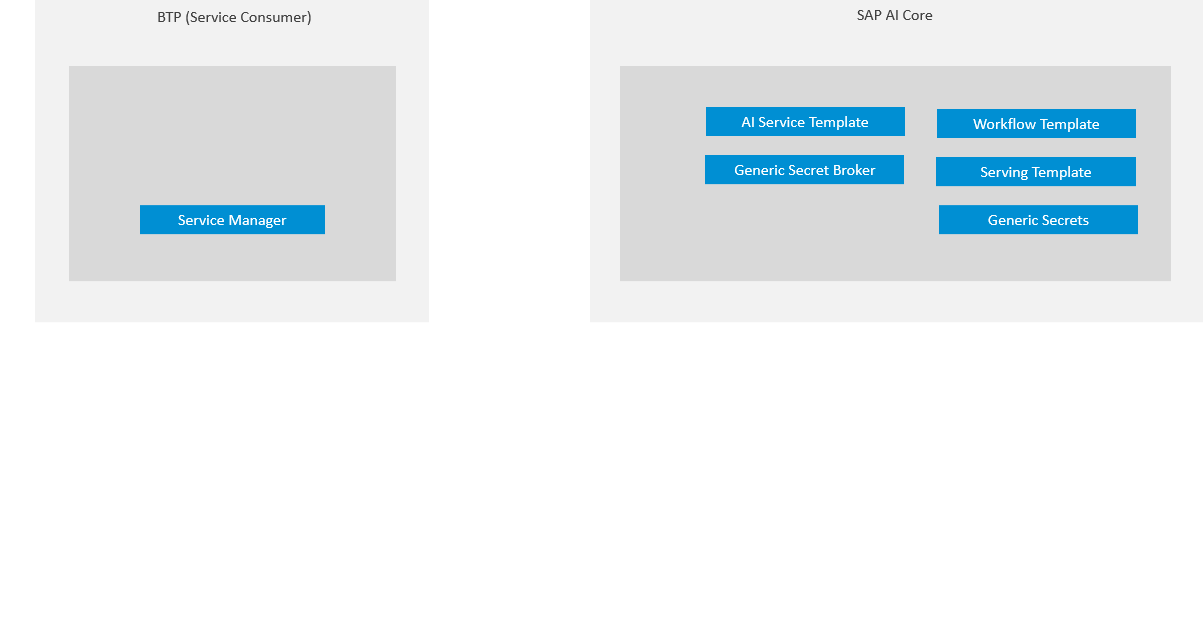 BTP (Service Consumer)
Service Manager
SAP AI Core
AI Service Template
Workflow Template
Generic Secret Broker
Serving Template
Generic Secrets